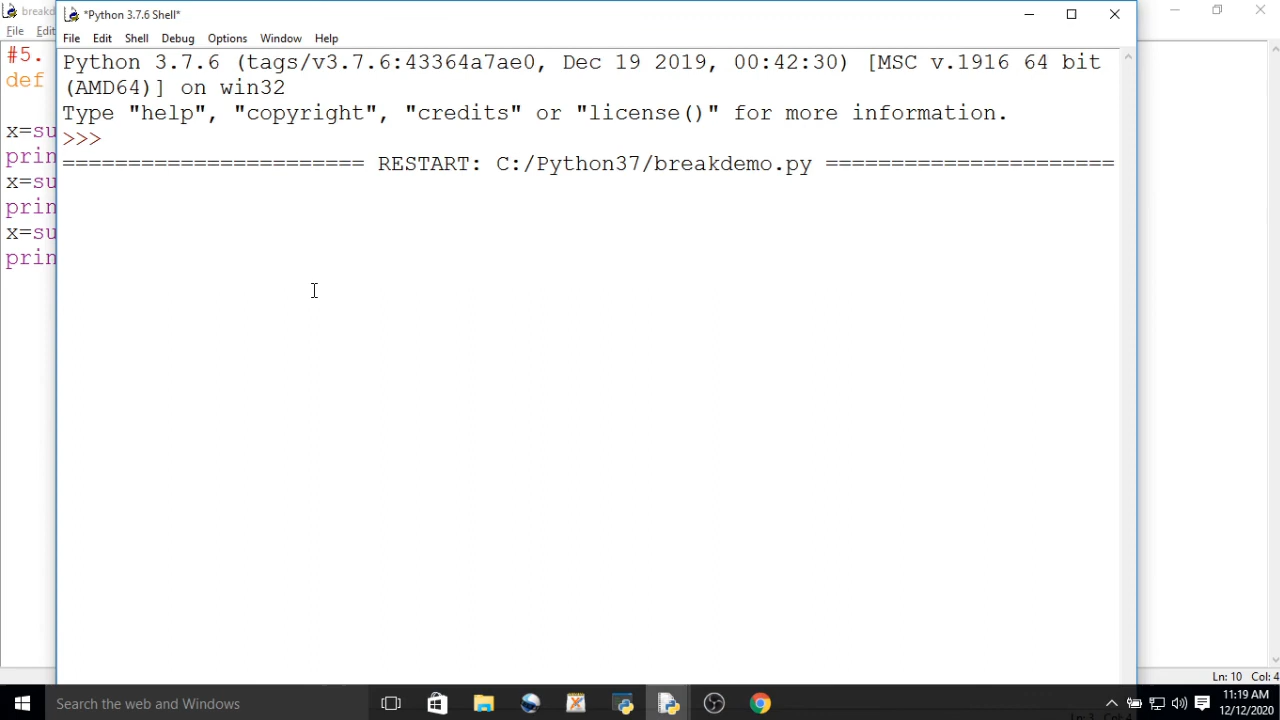 breakd
*Python 3.7.6 Shell*
File Edit
File Edit Shell Debug Options Window Help
#5.
def
x=su
prin
x=su
prin
x=su
prin
Python 3.7.6 (tags/v3.7.6:43364a7ae0, Dec 19 2019, 00:42:30) [MSC v.1916 64 bit
(AMD64)] on win32
Type "help", "copyright", "credits" or "license()" for more information.
>>>
======================= RESTART: C:/Python37/breakdemo.py ======================
Ln: 10 Col: 4
Search the web and Windows
11:19 AM
12/12/2020